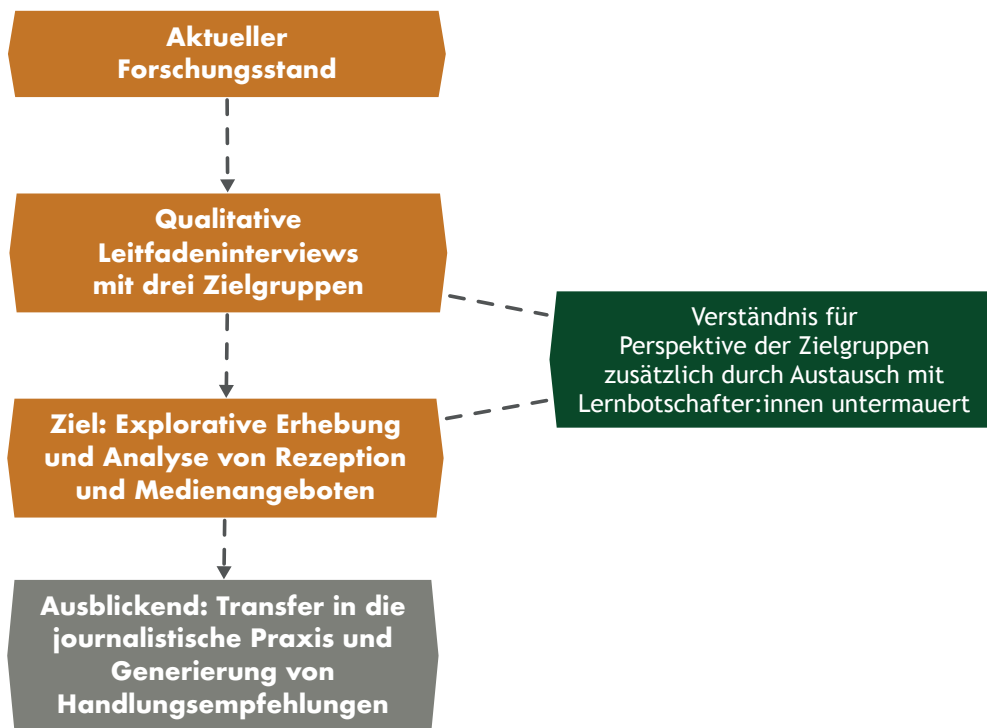 Aktueller
Forschungsstand
Qualitative
Leitfadeninterviews
mit drei Zielgruppen
Verständnis für
Perspektive der Zielgruppen
zusätzlich durch Austausch mit
Lernbotschafter:innen untermauert
Ziel: Explorative Erhebung
und Analyse von Rezeption
und Medienangeboten
Ausblickend: Transfer in die
journalistische Praxis und
Generierung von
Handlungsempfehlungen